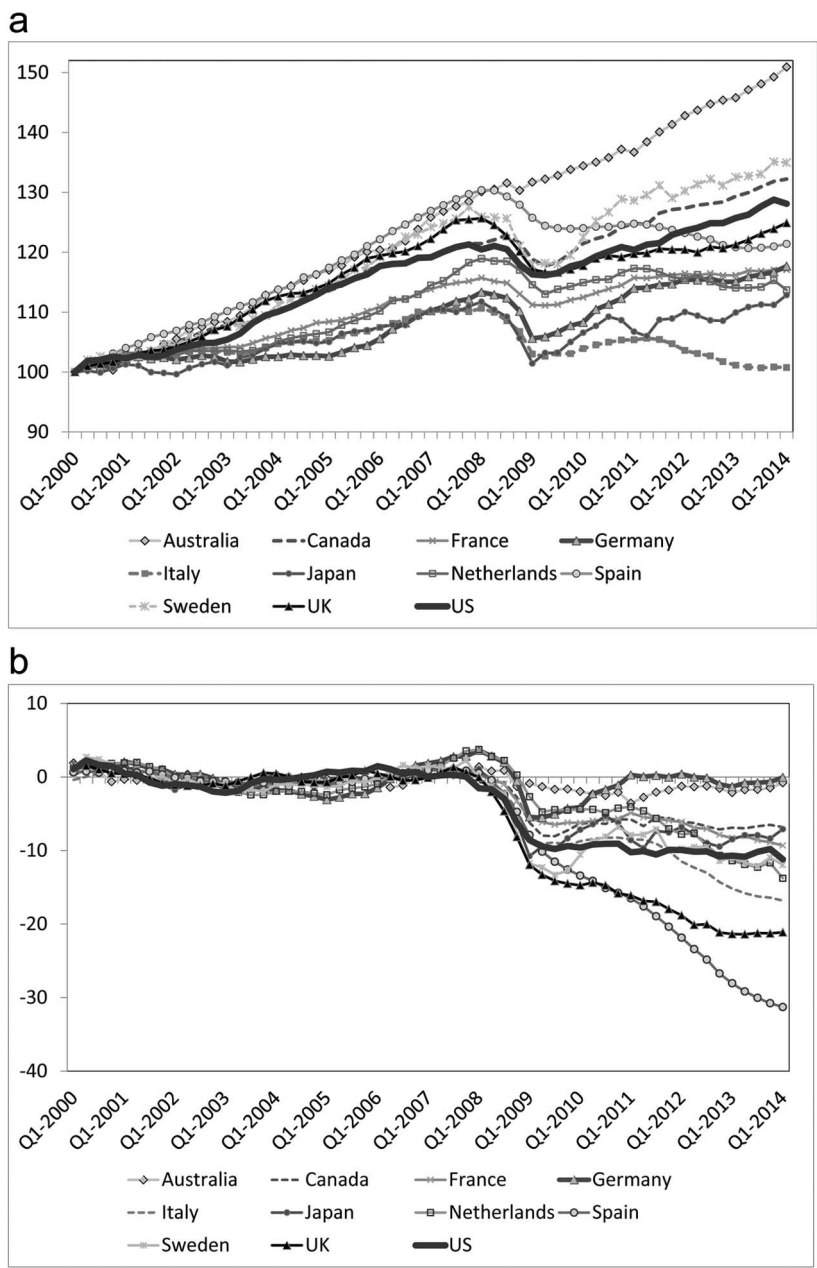 a
150
140
130
120
110
100
90
Q1-2000 Q1-2001 Q1-2002 Q1-2003 Q1-2004 Q1-2005 Q1-2006 Q1-2007 Q1-2008 Q1-2009 Q1-2010 Q1-2011 Q1-2012 Q1-2013 Q1-2014
Australia Canada France Germany
Italy Japan Netherlands Spain
Sweden UK US
b
10
0
-10
-20
-30
-40
Q1-2000 Q1-2001 Q1-2002 Q1-2003 Q1-2004 Q1-2005 Q1-2006 Q1-2007 Q1-2008 Q1-2009 Q1-2010 Q1-2011 Q1-2012 Q1-2013 Q1-2014
Australia Canada France Germany
Italy Japan Netherlands Spain
Sweden UK US